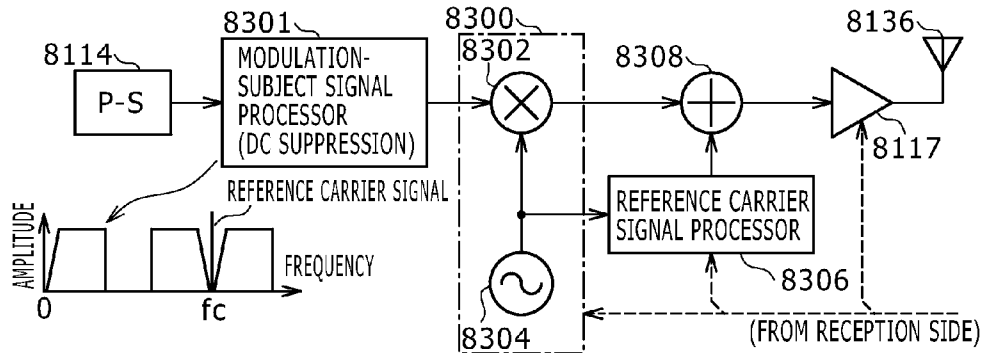 8114
P-S
8301
MODULATION-
SUBJECT SIGNAL
PROCESSOR
(DC SUPPRESSION)
8300
8302
8308
8136
8117
REFERENCE CARRIER
SIGNAL PROCESSOR
8306
8304
(FROM RECEPTION SIDE)
REFERENCE CARRIER SIGNAL
AMPLITUDE
FREQUENCY
0
fc